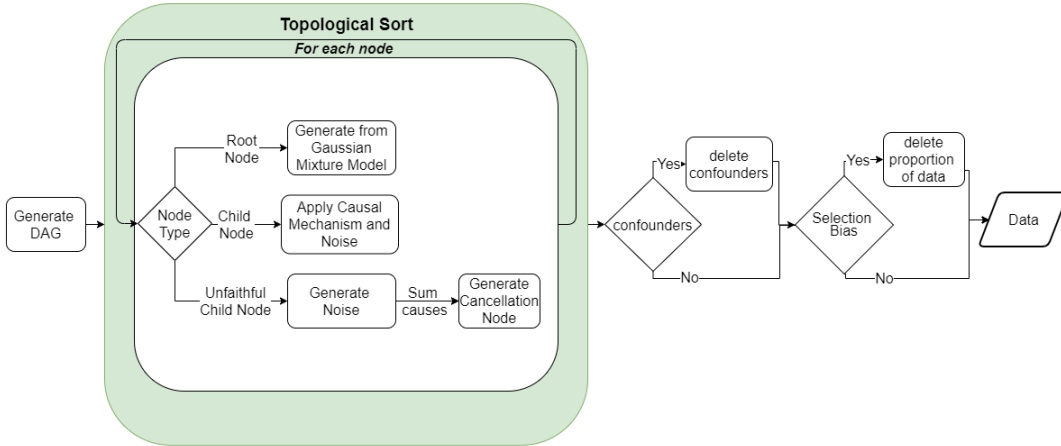 Topological Sort
For each node
Generate
DAG
Node
Type
Root
Node
Generate from
Gaussian
Mixture Model
Child
Node
Apply Causal
Mechanism and
Noise
Unfaithful
Child Node
Generate
Noise
Sum
causes
Generate
Cancellation
Node
confounders
Yes
delete
confounders
No
Selection
Bias
Yes
delete
proportion
of data
No
Data